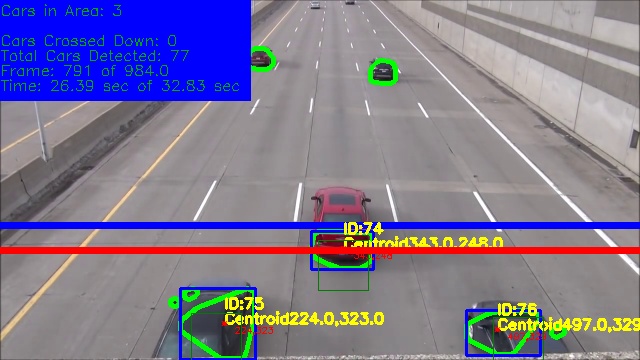 Cars in Area: 3
Cars Crossed Down: 0
Total Cars Detected: 77
Frame: 791 of 984.0
Time: 26.39 sec of 32.83 sec
ID:74
Centroid343.0,248.0
ID:75
Centroid224.0,323.0
ID:76
Centroid497.0,329